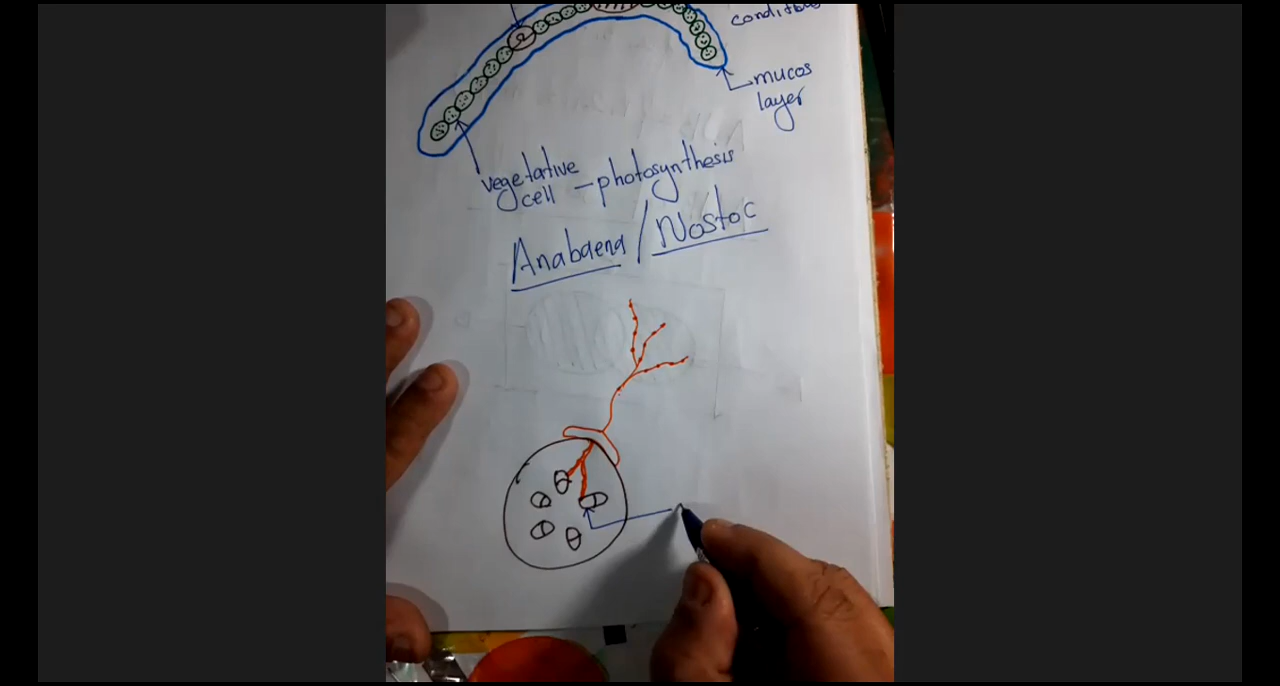 conditions
mucos
layer
vegetative
cell – photosynthesis
Anabaena / Nostoc